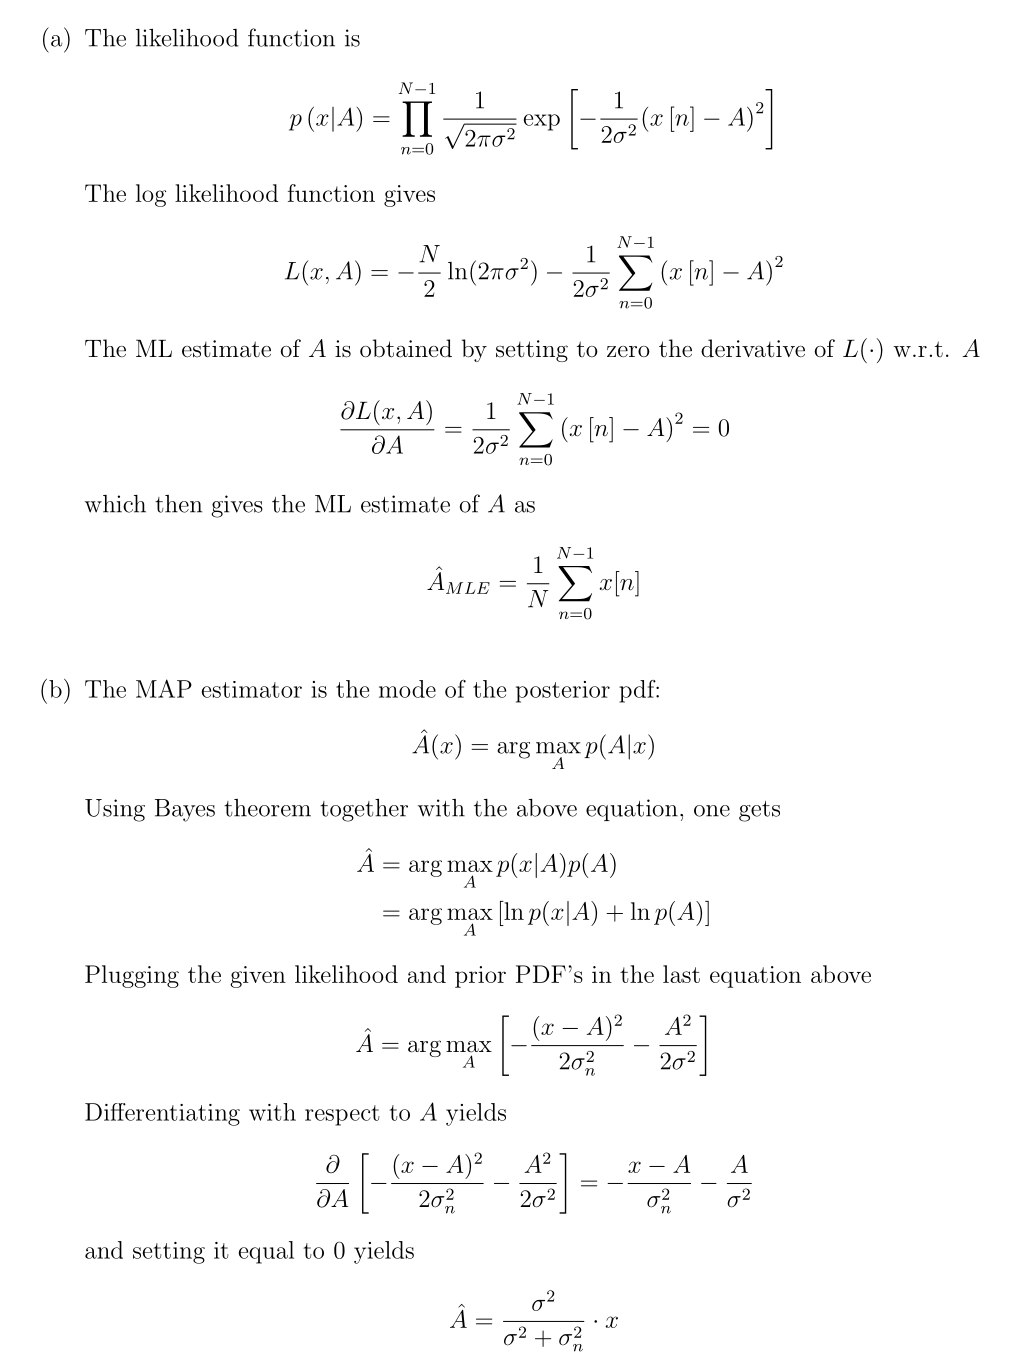 (a) The likelihood function is
p (x|A) = \prod_{n=0}^{N-1} \frac{1}{\sqrt{2\pi\sigma^2}} \exp\left[-\frac{1}{2\sigma^2}(x [n] − A)^2\right]
The log likelihood function gives
L(x, A) = −\frac{N}{2} \ln(2\pi\sigma^2) − \frac{1}{2\sigma^2} \sum_{n=0}^{N-1} (x [n] − A)^2
The ML estimate of A is obtained by setting to zero the derivative of L(·) w.r.t. A
\frac{\partial L(x, A)}{\partial A} = \frac{1}{2\sigma^2} \sum_{n=0}^{N-1} (x [n] − A)^2 = 0
which then gives the ML estimate of A as
\hat{A}_{MLE} = \frac{1}{N} \sum_{n=0}^{N-1} x[n]
(b) The MAP estimator is the mode of the posterior pdf:
\hat{A}(x) = \arg\max_A p(A|x)
Using Bayes theorem together with the above equation, one gets
\hat{A} = \arg\max_A p(x|A)p(A)
= \arg\max_A [\ln p(x|A) + \ln p(A)]
Plugging the given likelihood and prior PDF's in the last equation above
\hat{A} = \arg\max_A \left[-\frac{(x − A)^2}{2\sigma_n^2} − \frac{A^2}{2\sigma^2}\right]
Differentiating with respect to A yields
\frac{\partial}{\partial A} \left[-\frac{(x − A)^2}{2\sigma_n^2} − \frac{A^2}{2\sigma^2}\right] = −\frac{x − A}{\sigma_n^2} − \frac{A}{\sigma^2}
and setting it equal to 0 yields
\hat{A} = \frac{\sigma^2}{\sigma^2 + \sigma_n^2} · x